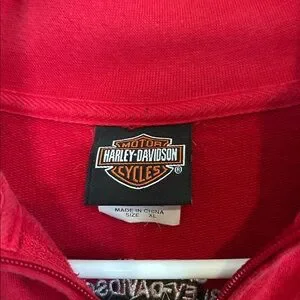 MOTOR
HARLEY-DAVIDSON
CYCLES
®
MADE IN CHINA
SIZE XL